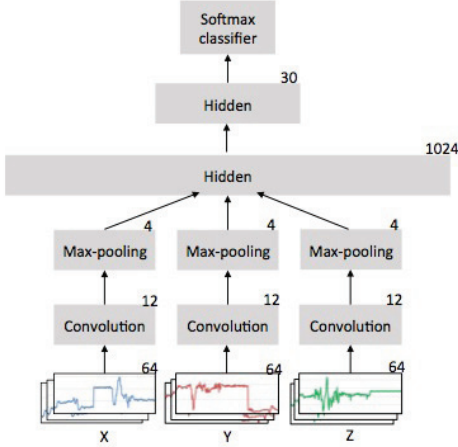 Softmax
classifier
30
Hidden
1024
Hidden
4 4 4
Max-pooling Max-pooling Max-pooling
12 12 12
Convolution Convolution Convolution
64 64 64
X Y Z